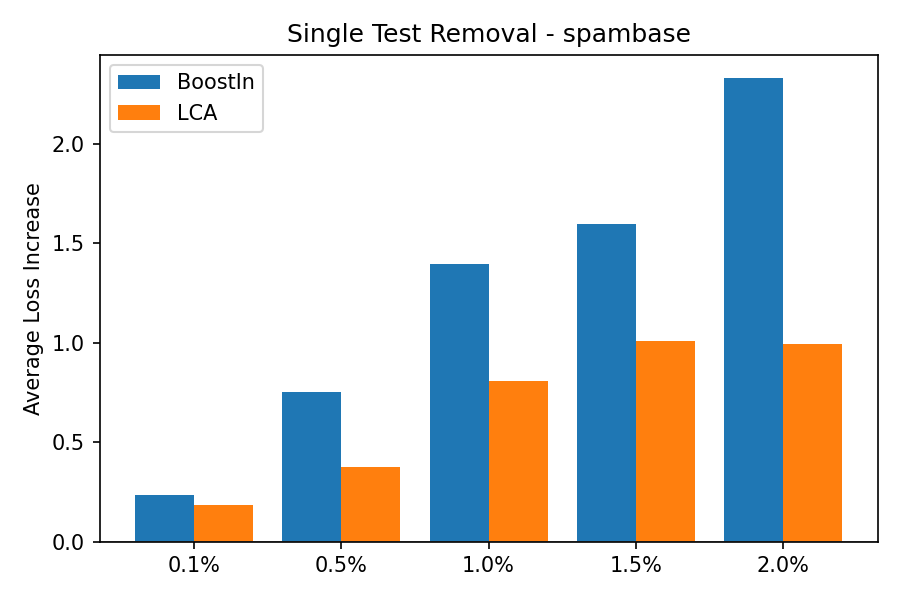 Single Test Removal - spambase
BoostIn
LCA
Average Loss Increase
2.0
1.5
1.0
0.5
0.0
0.1%
0.5%
1.0%
1.5%
2.0%